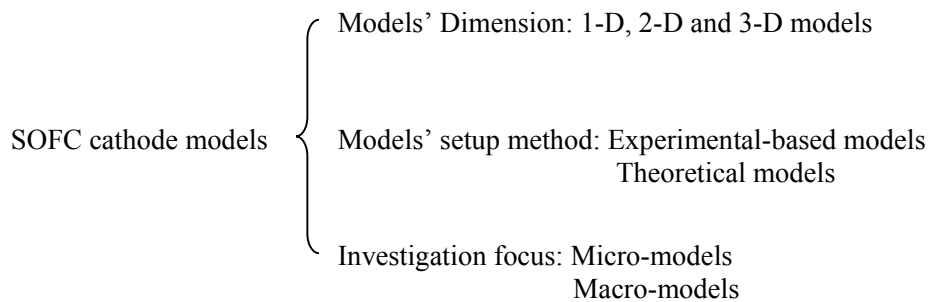 Models’ Dimension: 1-D, 2-D and 3-D models
SOFC cathode models
Models’ setup method: Experimental-based models
Theoretical models
Investigation focus: Micro-models
Macro-models